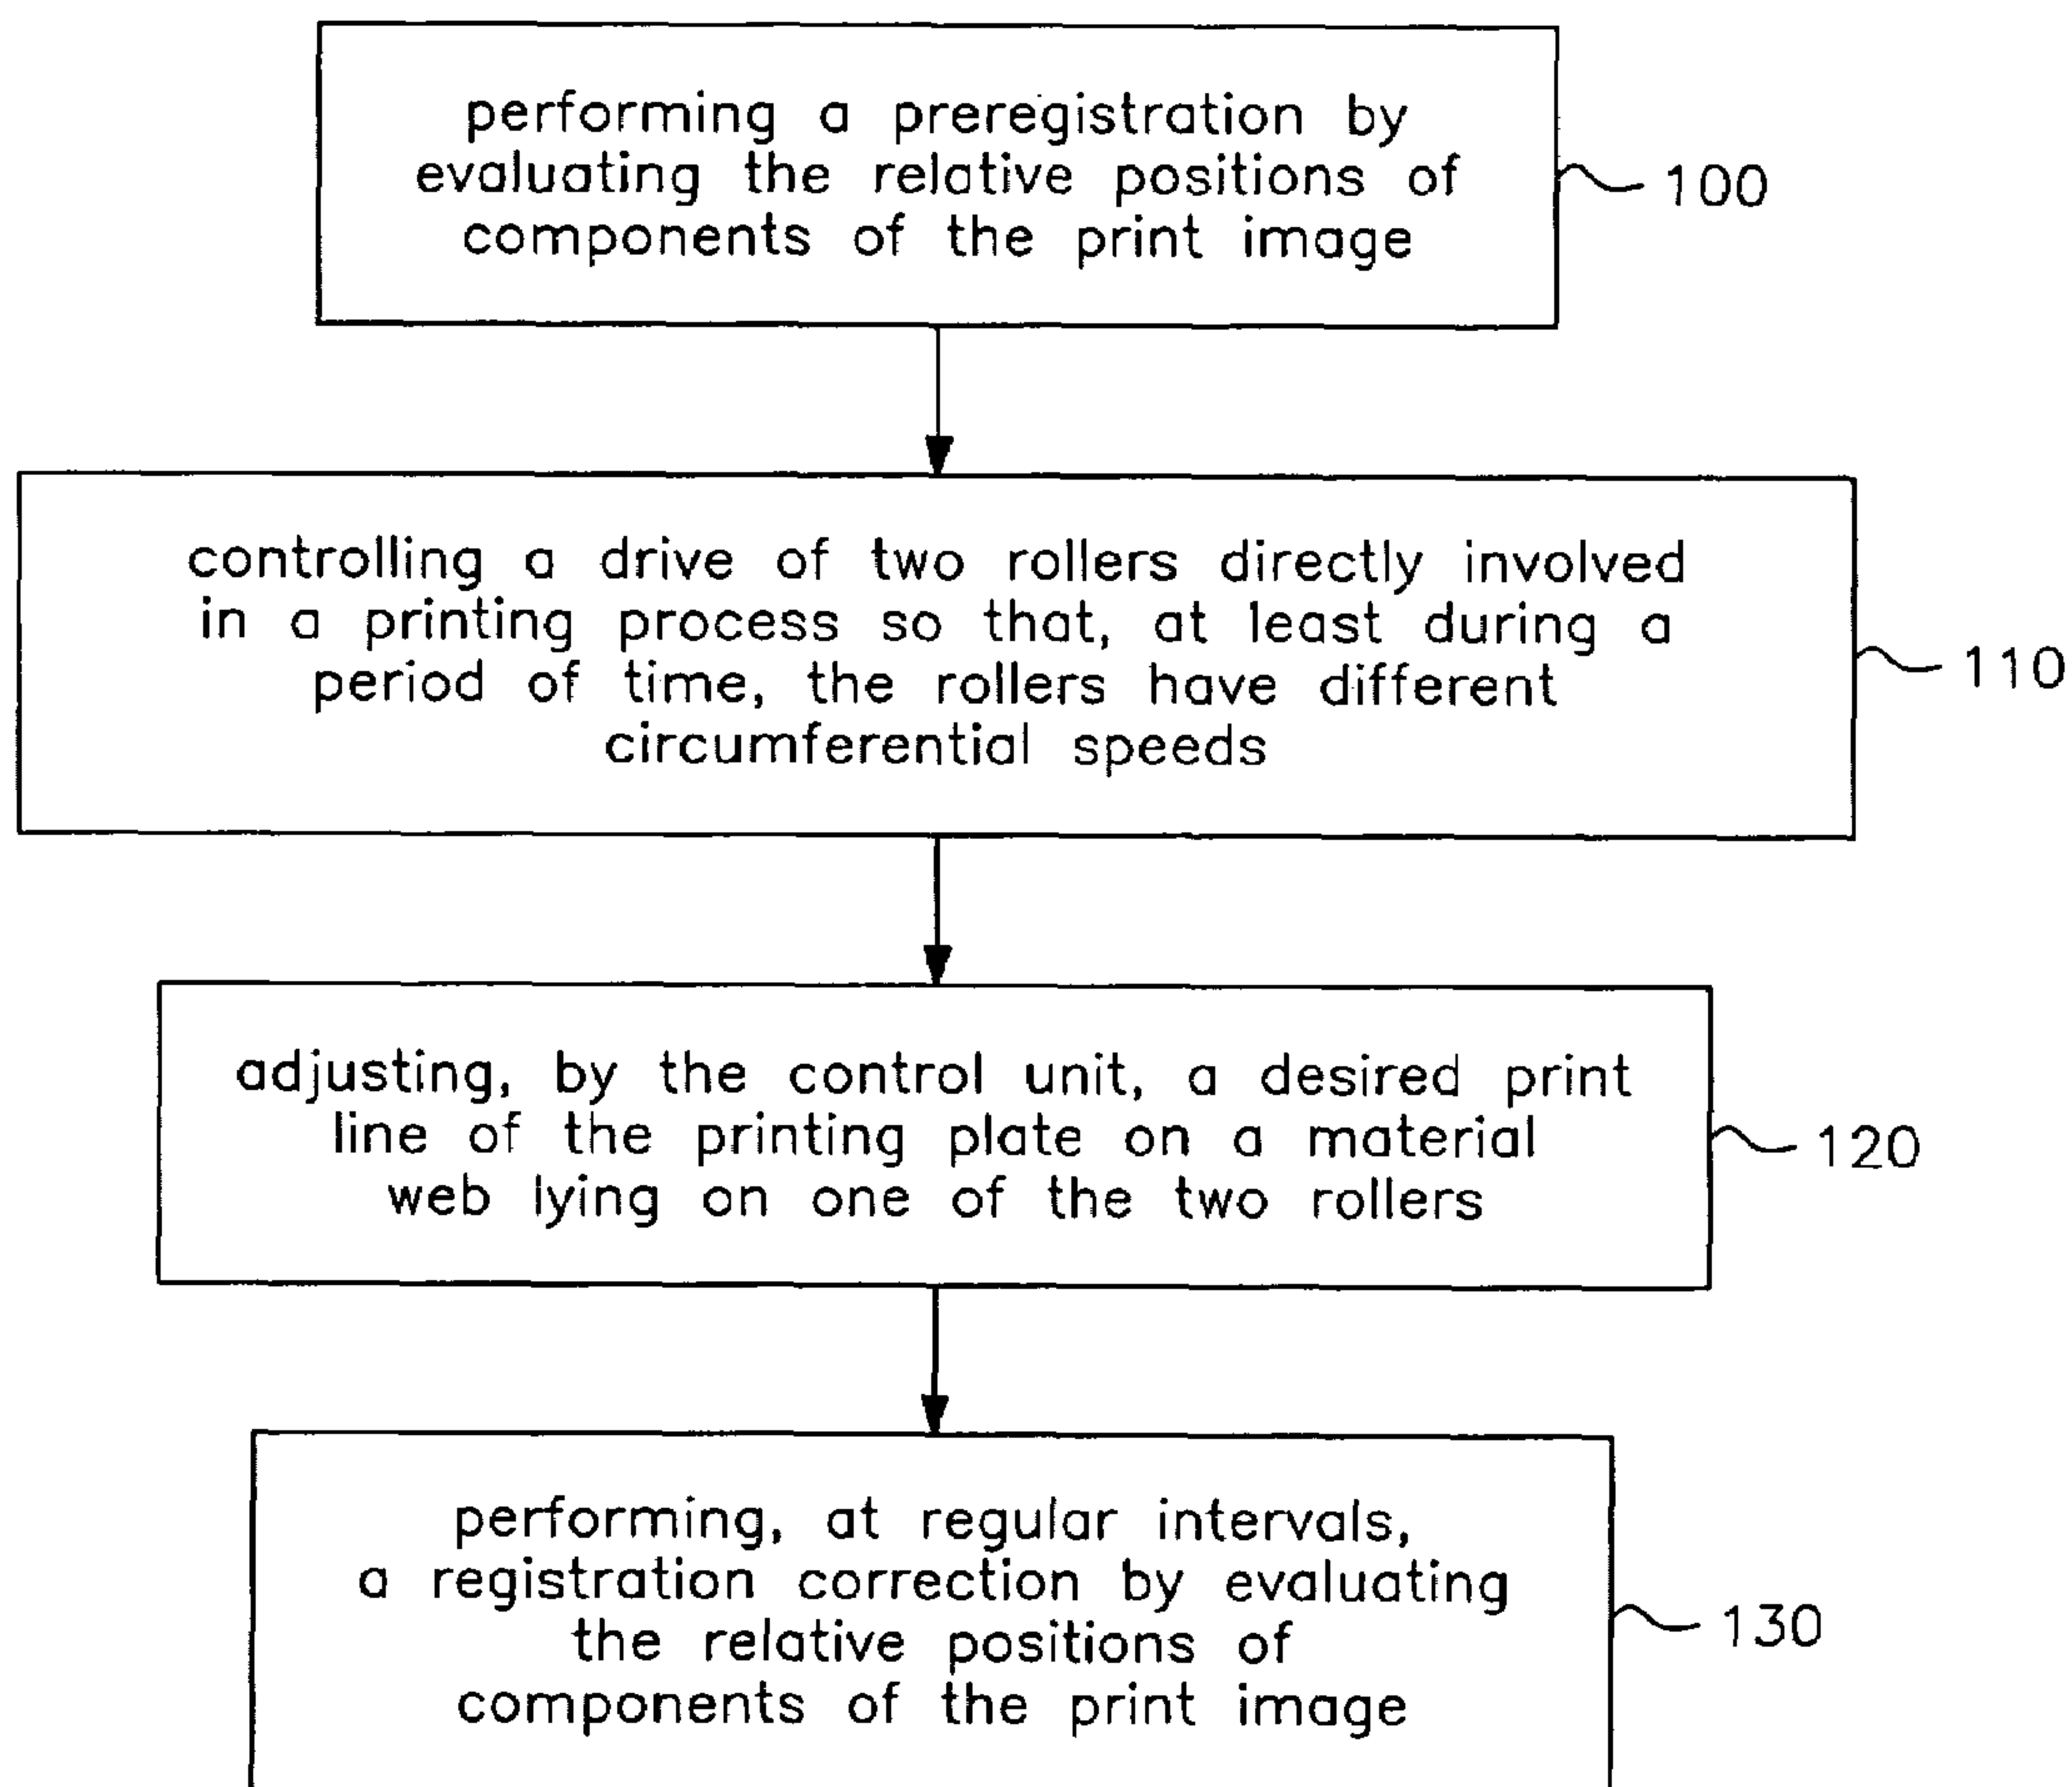 performing a preregistration by
evaluating the relative positions of
components of the print image
100
controlling a drive of two rollers directly involved
in a printing process so that, at least during a
period of time, the rollers have different
circumferential speeds
110
adjusting, by the control unit, a desired print
line of the printing plate on a material
web lying on one of the two rollers
120
performing, at regular intervals,
a registration correction by evaluating
the relative positions of
components of the print image
130